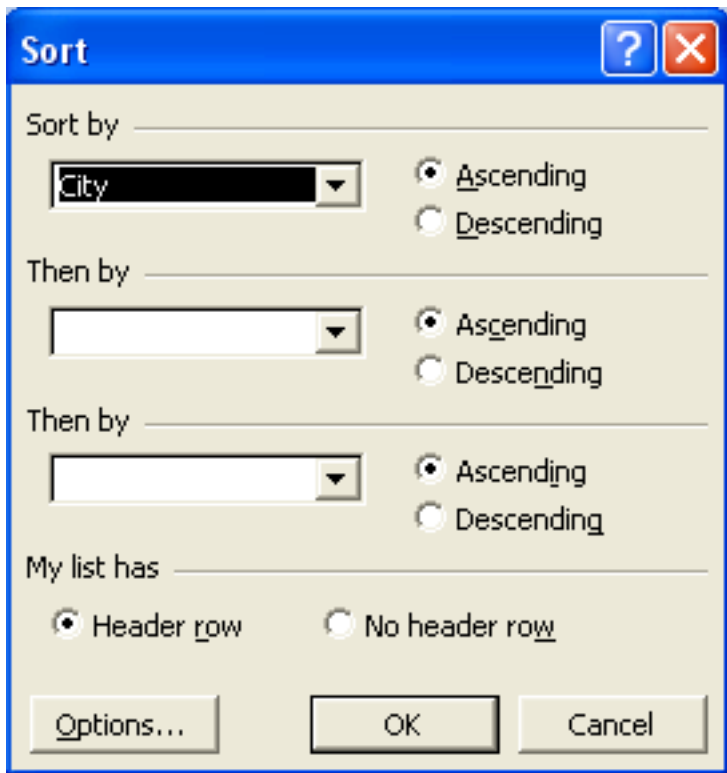 Sort
?
Sort by
City
Ascending
Descending
Then by
Ascending
Descending
Then by
Ascending
Descending
My list has
Header row No header row
Options... OK Cancel